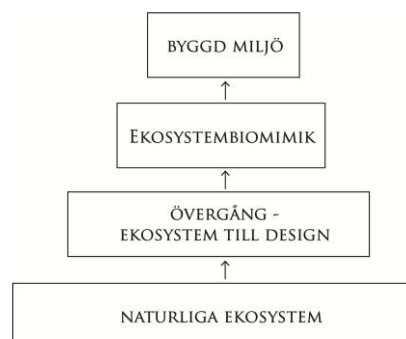 BYGGD MILJÖ
EKOSYSTEMBIOMIMIK
ÖVERGÅNG -
EKOSYSTEM TILL DESIGN
NATURLIGA EKOSYSTEM